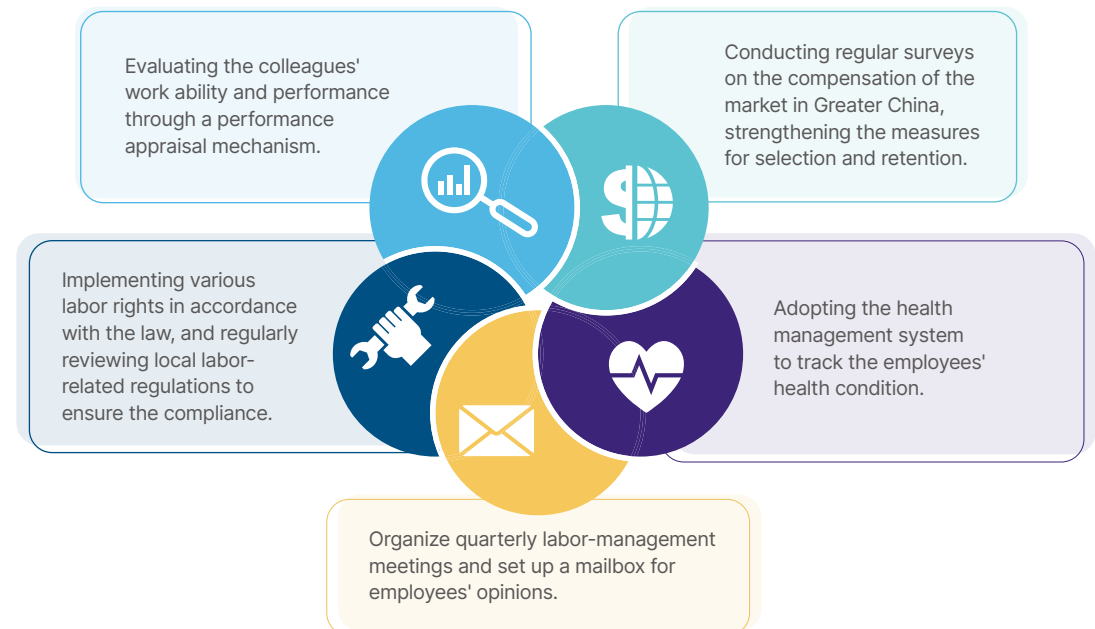 Evaluating the colleagues'
work ability and performance
through a performance
appraisal mechanism.
Conducting regular surveys
on the compensation of the
market in Greater China,
strengthening the measures
for selection and retention.
Implementing various
labor rights in accordance
with the law, and regularly
reviewing local labor-
related regulations to
ensure the compliance.
Adopting the health
management system
to track the employees'
health condition.
Organize quarterly labor-management
meetings and set up a mailbox for
employees' opinions.